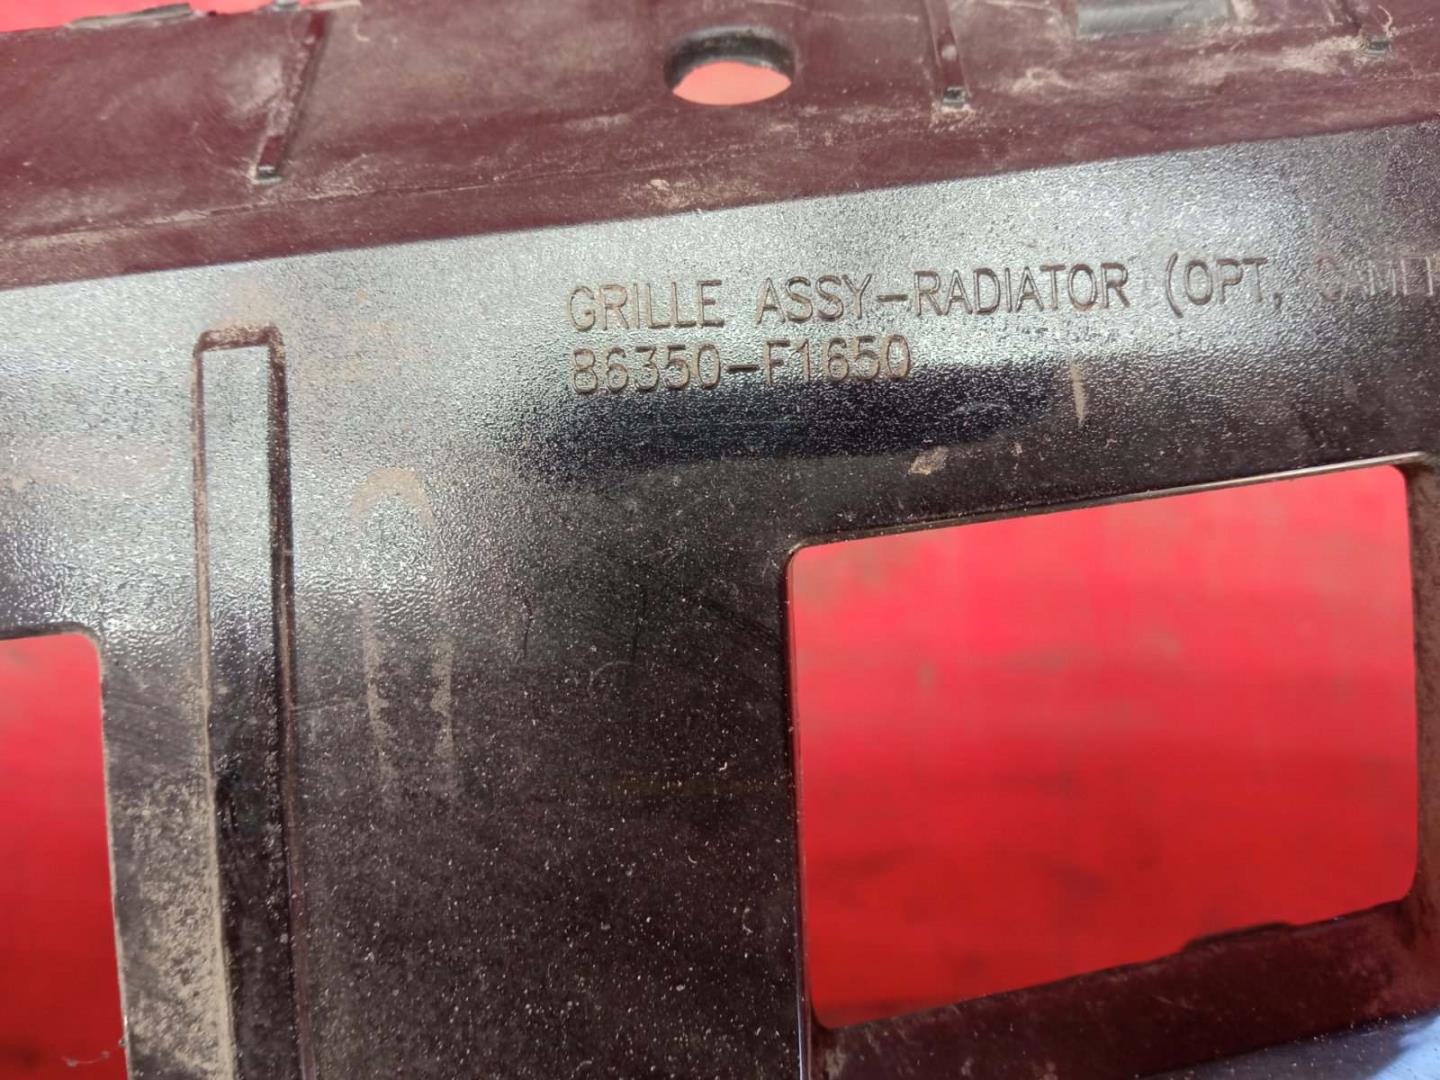 GRILLE ASSY-RADIATOR (OPT,
86350-F1650